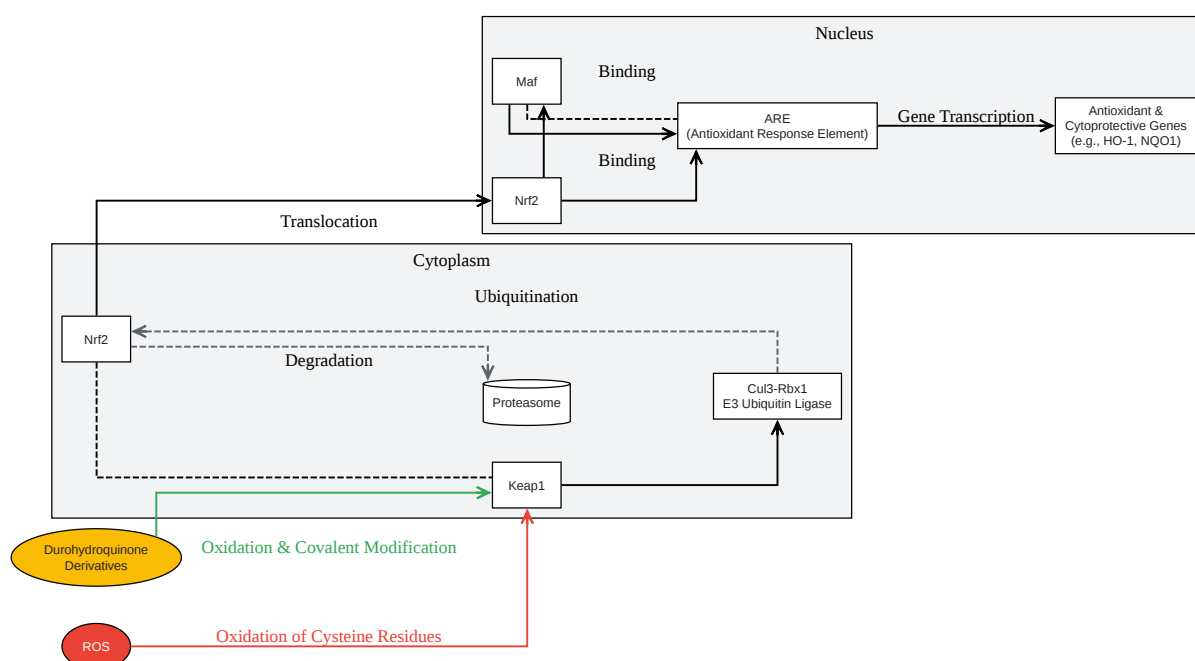 Nucleus
Maf
Binding
ARE
(Antioxidant Response Element)
Gene Transcription
Antioxidant &
Cytoprotective Genes
(e.g., HO-1, NQO1)
Binding
Nrf2
Translocation
Cytoplasm
Ubiquitination
Nrf2
Degradation
Proteasome
Cul3-Rbx1
E3 Ubiquitin Ligase
Keap1
Durohydroquinone
Derivatives
Oxidation & Covalent Modification
ROS
Oxidation of Cysteine Residues